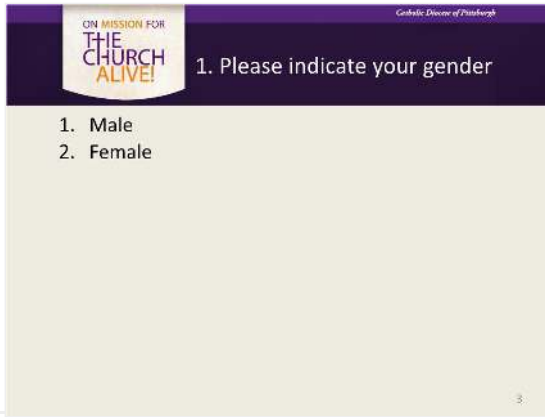 Catholic Diocese of Pittsburgh
ON MISSION FOR
THE
CHURCH
ALIVE!
1. Please indicate your gender
1. Male
2. Female
3